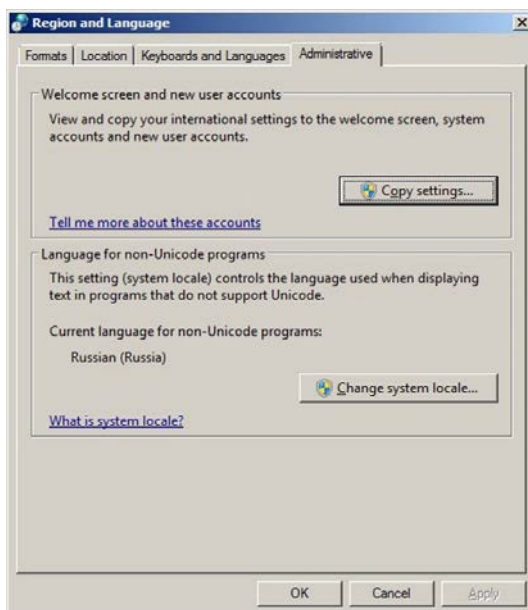 Region and Language
Formats Location Keyboards and Languages Administrative
Welcome screen and new user accounts
View and copy your international settings to the welcome screen, system
accounts and new user accounts.
Copy settings...
Tell me more about these accounts
Language for non-Unicode programs
This setting (system locale) controls the language used when displaying
text in programs that do not support Unicode.
Current language for non-Unicode programs:
Russian (Russia)
Change system locale...
What is system locale?
OK Cancel Apply